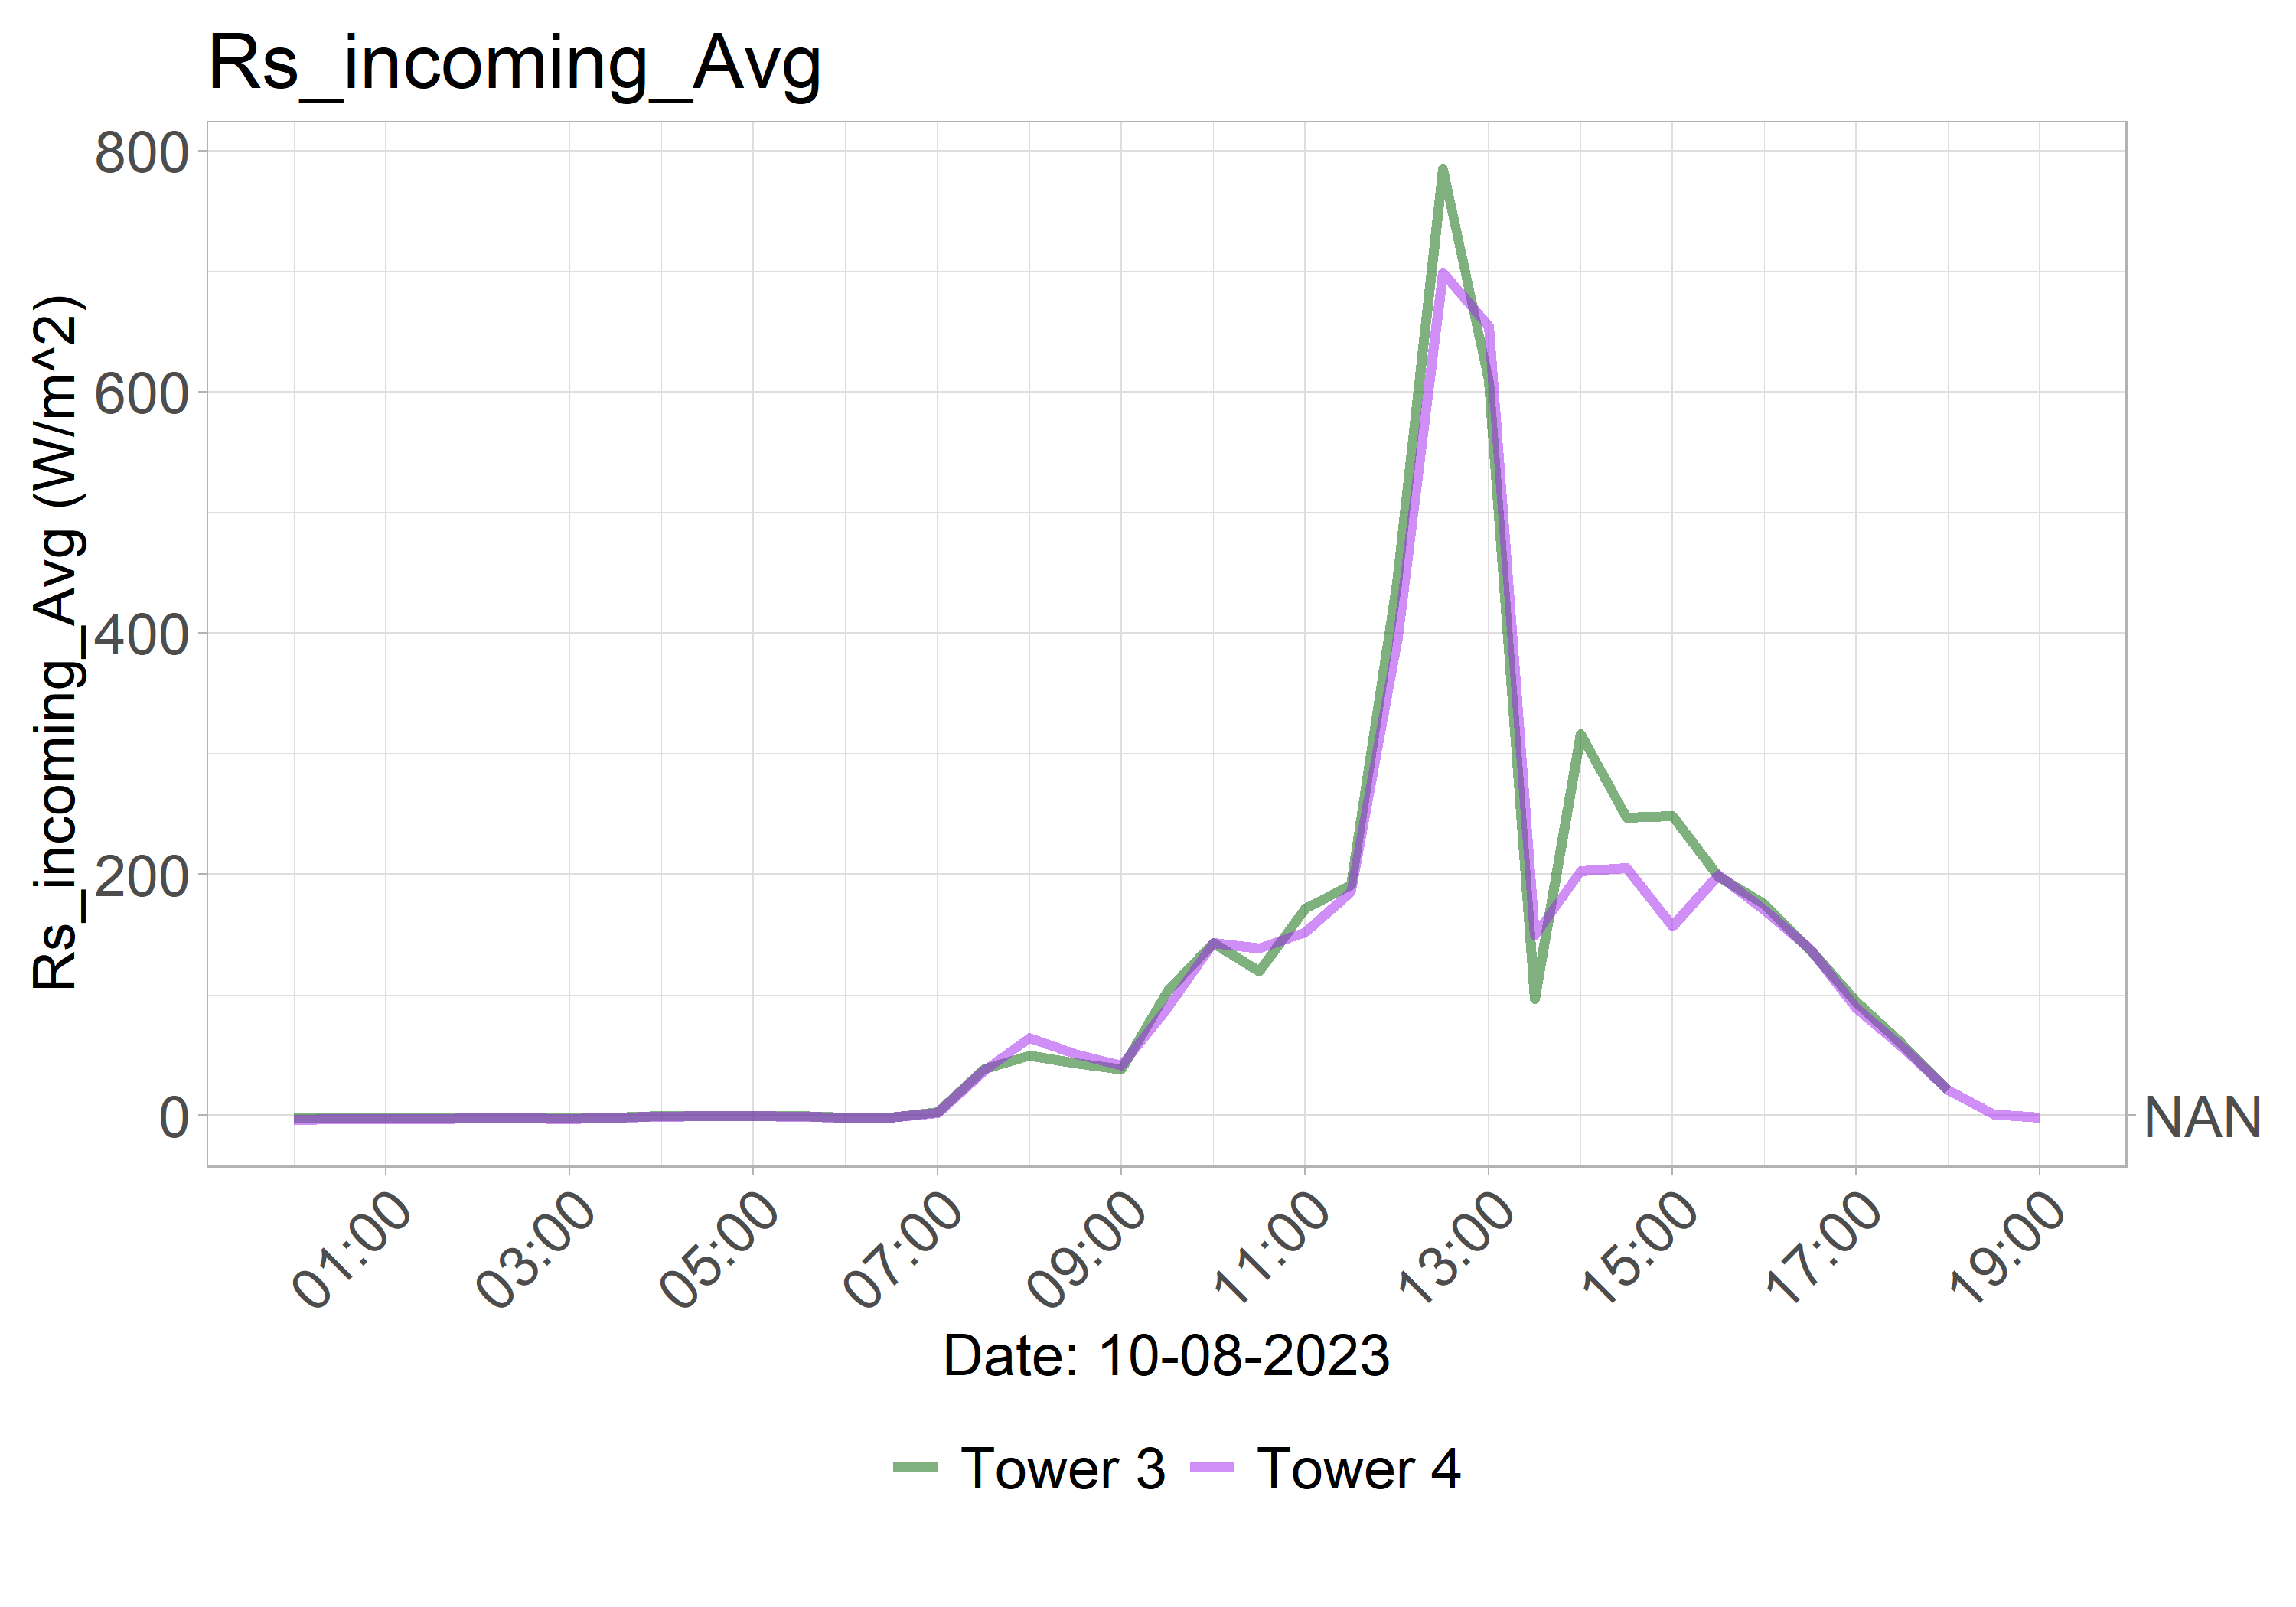 Rs_incoming_Avg
Rs_incoming_Avg (W/m^2)
800
600
400
200
0
NAN
01:00
03:00
05:00
07:00
09:00
11:00
13:00
15:00
17:00
19:00
Date: 10-08-2023
Tower 3
Tower 4